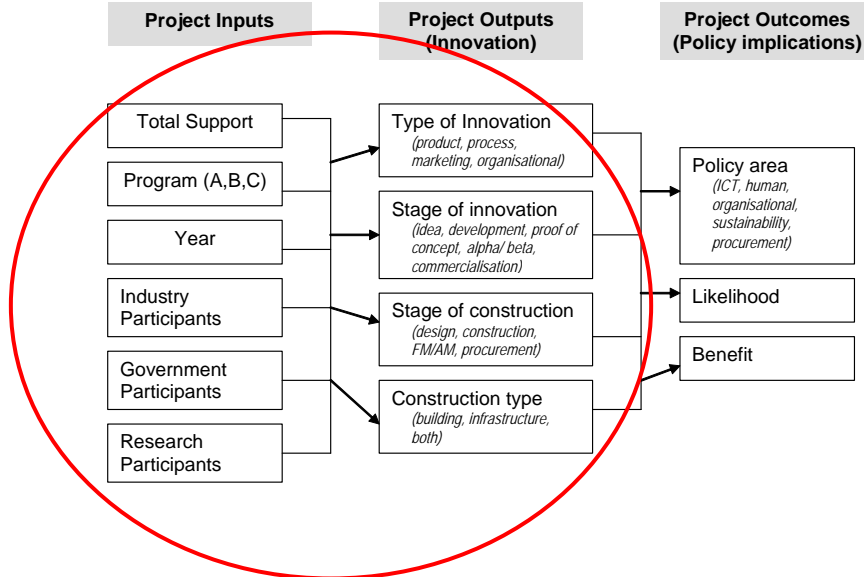 Project Inputs
Project Outputs
(Innovation)
Project Outcomes
(Policy implications)
Total Support
Program (A,B,C)
Year
Industry
Participants
Government
Participants
Research
Participants
Type of Innovation
(product, process,
marketing, organisational)
Stage of innovation
(idea, development, proof of
concept, alpha/ beta,
commercialisation)
Stage of construction
(design, construction,
FM/AM, procurement)
Construction type
(building, infrastructure,
both)
Policy area
(ICT, human,
organisational,
sustainability,
procurement)
Likelihood
Benefit